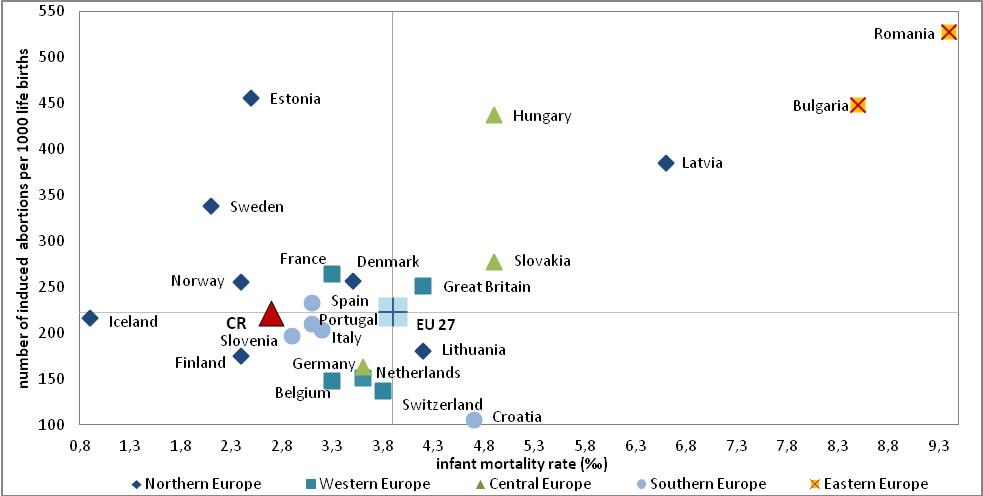 550
Romania
500
Estonia
Bulgaria
450
Hungary
400
Latvia
350
Sweden
300
France
Denmark
Slovakia
Norway
250
Great Britain
Spain
Iceland
CR
Portugal
EU 27
200
Slovenia
Italy
Lithuania
Finland
Germany
Netherlands
150
Belgium
Switzerland
Croatia
100
number of induced abortions per 1000 life births
0,8 1,3 1,8 2,3 2,8 3,3 3,8 4,3 4,8 5,3 5,8 6,3 6,8 7,3 7,8 8,3 8,8 9,3
infant mortality rate (‰)
Northern Europe Western Europe Central Europe Southern Europe Eastern Europe